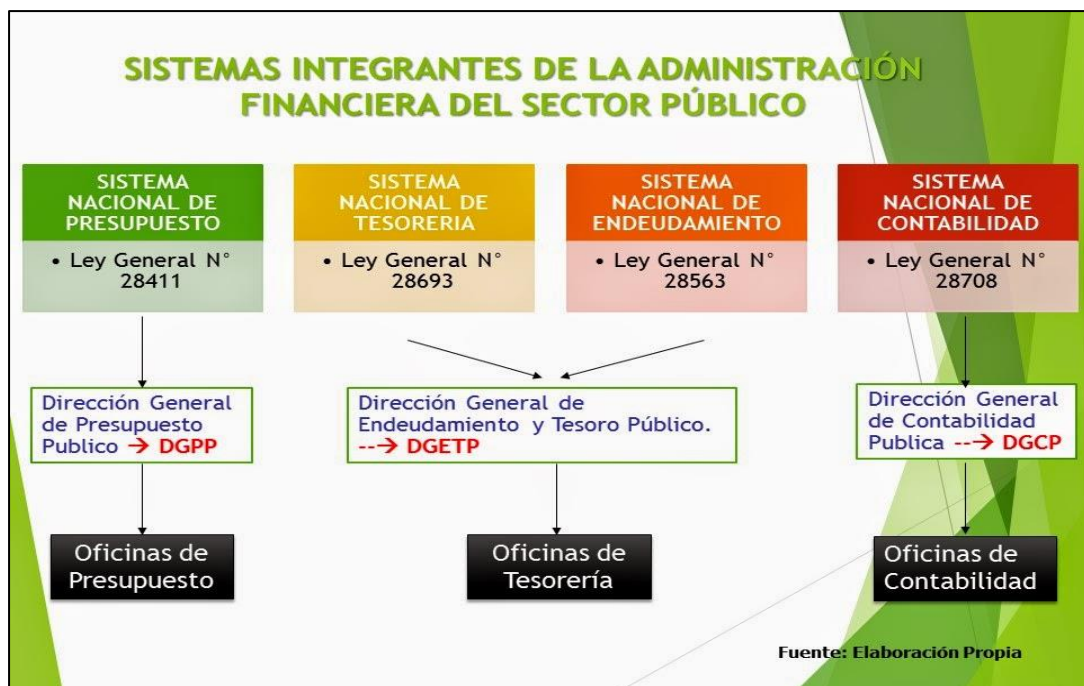 SISTEMAS INTEGRANTES DE LA ADMINISTRACIÓN
FINANCIERA DEL SECTOR PÚBLICO
SISTEMA
NACIONAL DE
PRESUPUESTO
• Ley General N°
28411
SISTEMA
NACIONAL DE
TESORERIA
• Ley General N°
28693
SISTEMA
NACIONAL DE
ENDEUDAMIENTO
• Ley General N°
28563
SISTEMA
NACIONAL DE
CONTABILIDAD
• Ley General N°
28708
Dirección General
de Presupuesto
Publico → DGPP
Dirección General de
Endeudamiento y Tesoro Público.
--→ DGETP
Dirección General
de Contabilidad
Publica --→ DGCP
Oficinas de
Presupuesto
Oficinas de
Tesorería
Oficinas de
Contabilidad
Fuente: Elaboración Propia